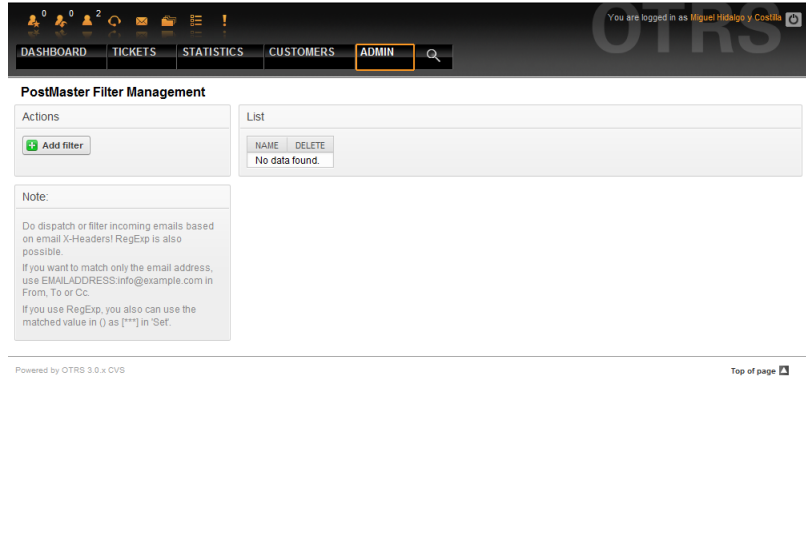 0 0 2
OTRS
You are logged in as Miguel Hidalgo y Costilla
DASHBOARD TICKETS STATISTICS CUSTOMERS ADMIN
PostMaster Filter Management
Actions
Add filter
List
NAME DELETE
No data found.
Note:
Do dispatch or filter incoming emails based
on email X-Headers! RegExp is also
possible.
If you want to match only the email address,
use EMAILADDRESS:info@example.com in
From, To or Cc.
If you use RegExp, you also can use the
matched value in () as [***] in 'Set'.
Powered by OTRS 3.0.x CVS
Top of page